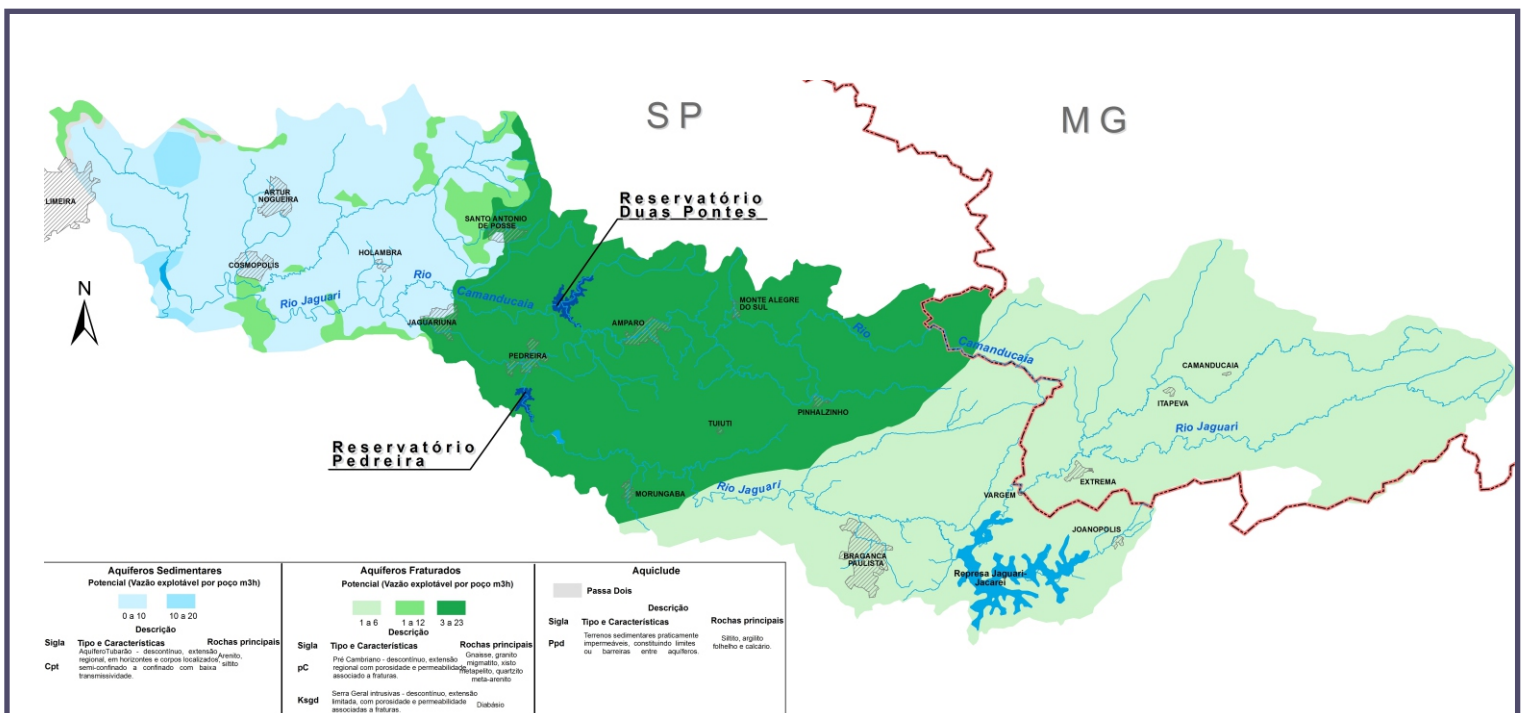 SP
MG
Reservatório
Duas Pontes
LIMEIRA
ARTUR
NOGUEIRA
SANTO ANTONIO
DE POSSE
HOLAMBRA
COSMOPOLIS
Rio
Camanducaia
Rio Jaguari
N
MONTE ALEGRE
DO SUL
JAGUARIUNA
AMPARO
Rio
Camanducaia
PEDREIRA
CAMANDUCAIA
ITAPEVA
PINHALZINHO
TUIUTI
Rio Jaguari
Reservatório
Pedreira
EXTREMA
MORUNGABA
Rio Jaguari
VARGEM
JOANOPOLIS
BRAGANCA
PAULISTA
Represa Jaguari-
Jacareí
Aquiferos Sedimentares
Potencial (Vazão explotável por poço m3h)
0 a 10
10 a 20
Descrição
Sigla Tipo e Características Rochas principais
Cpt
AquíferoTubarão - descontínuo, extensão
regional, em horizontes e corpos localizados,
semi-confinado a confinado com baixa
transmissividade.
Arenito,
siltito
Aquiferos Fraturados
Potencial (Vazão explotável por poço m3h)
1 a 6
1 a 12
3 a 23
Descrição
Sigla Tipo e Características Rochas principais
pC
Pré Cambriano - descontínuo, extensão
regional com porosidade e permeabilidade
associado a fraturas.
Gnaisse, granito
migmatito, xisto
metapelito, quartzito
meta-arenito
Ksgd
Serra Geral intrusivas - descontínuo, extensão
limitada, com porosidade e permeabilidade
associadas a fraturas.
Diabásio
Aquiclude
Passa Dois
Descrição
Sigla Tipo e Características Rochas principais
Ppd
Terrenos sedimentares praticamente
impermeáveis, constituindo limites
ou barreiras entre aquíferos.
Siltito, argilito
folhelho e calcário.